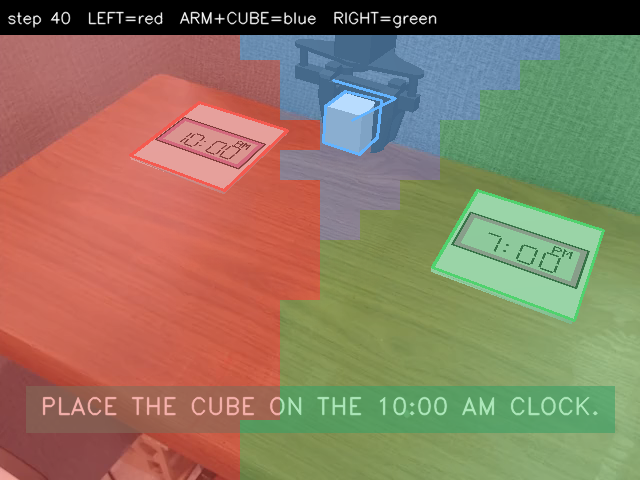 step 40 LEFT=red ARM+CUBE=blue RIGHT=green
10:00 AM
7:00 PM
PLACE THE CUBE ON THE 10:00 AM CLOCK.